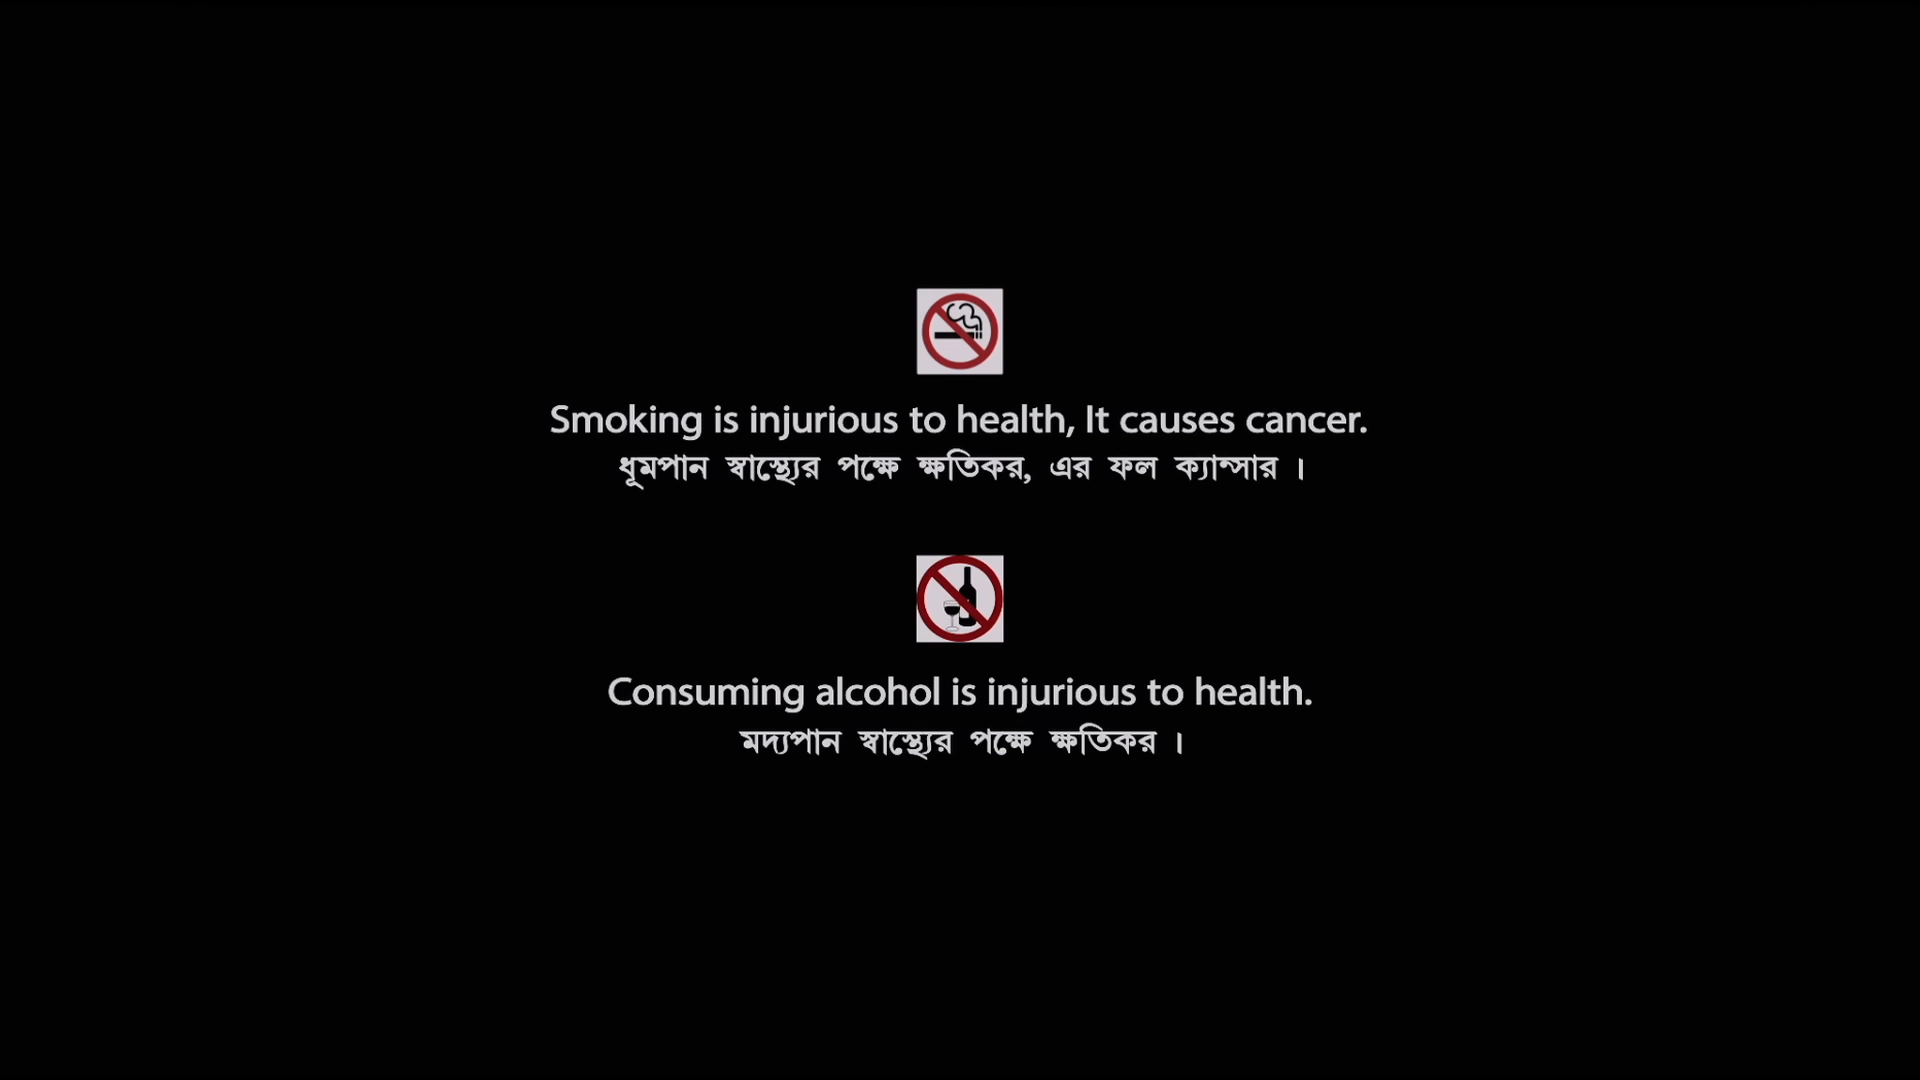 Smoking is injurious to health, It causes cancer.
ধূমপান স্বাস্থ্যের পক্ষে ক্ষতিকর, এর ফল ক্যান্সার ।
Consuming alcohol is injurious to health.
মদ্যপান স্বাস্থ্যের পক্ষে ক্ষতিকর ।